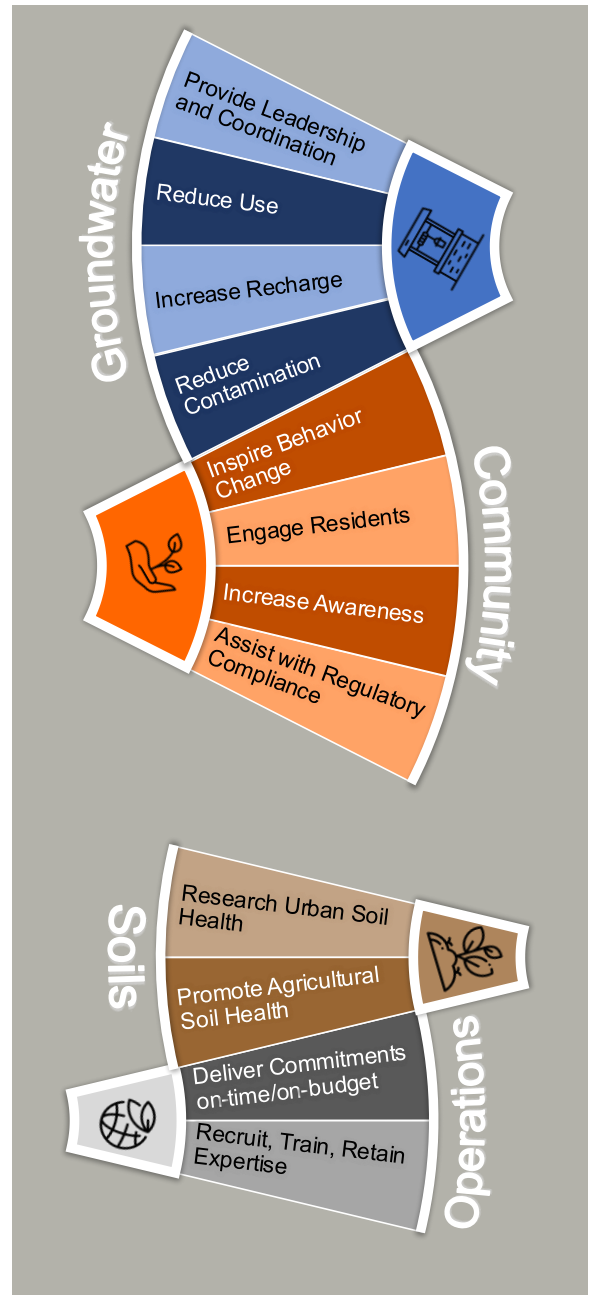 Groundwater
Provide Leadership
and Coordination
Reduce Use
Increase Recharge
Reduce
Contamination
Community
Inspire Behavior
Change
Engage Residents
Increase Awareness
Assist with Regulatory
Compliance
Soils
Research Urban Soil
Health
Promote Agricultural
Soil Health
Operations
Deliver Commitments
on-time/on-budget
Recruit, Train, Retain
Expertise